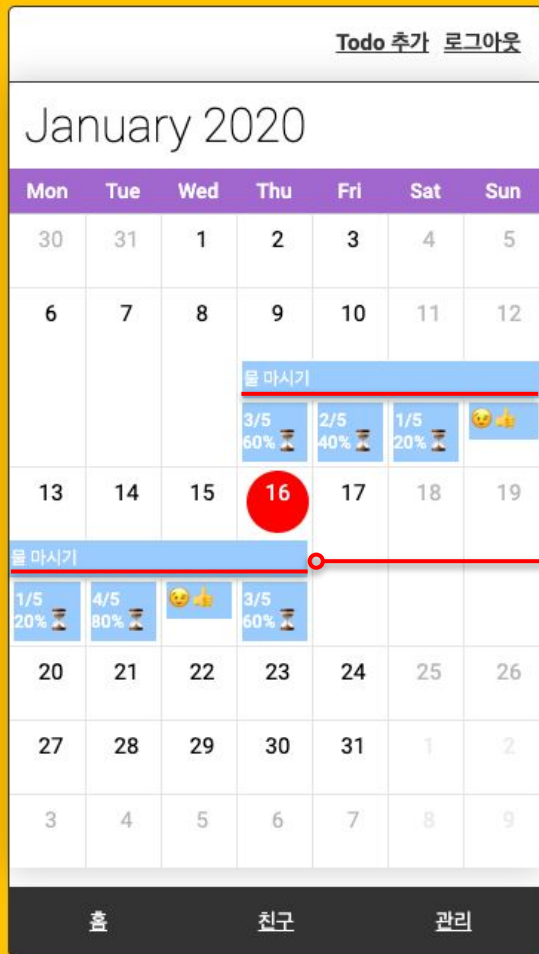 Todo 추가 로그아웃
January 2020
Mon Tue Wed Thu Fri Sat Sun
30 31 1 2 3 4 5
6 7 8 9 10 11 12
물 마시기
3/5 2/5 1/5 😉👍
60% ⏳ 40% ⏳ 20% ⏳
13 14 15 16 17 18 19
물 마시기
1/5 4/5 😉👍 3/5
20% ⏳ 80% ⏳ 60% ⏳
20 21 22 23 24 25 26
27 28 29 30 31 1 2
3 4 5 6 7 8 9
홈 친구 관리